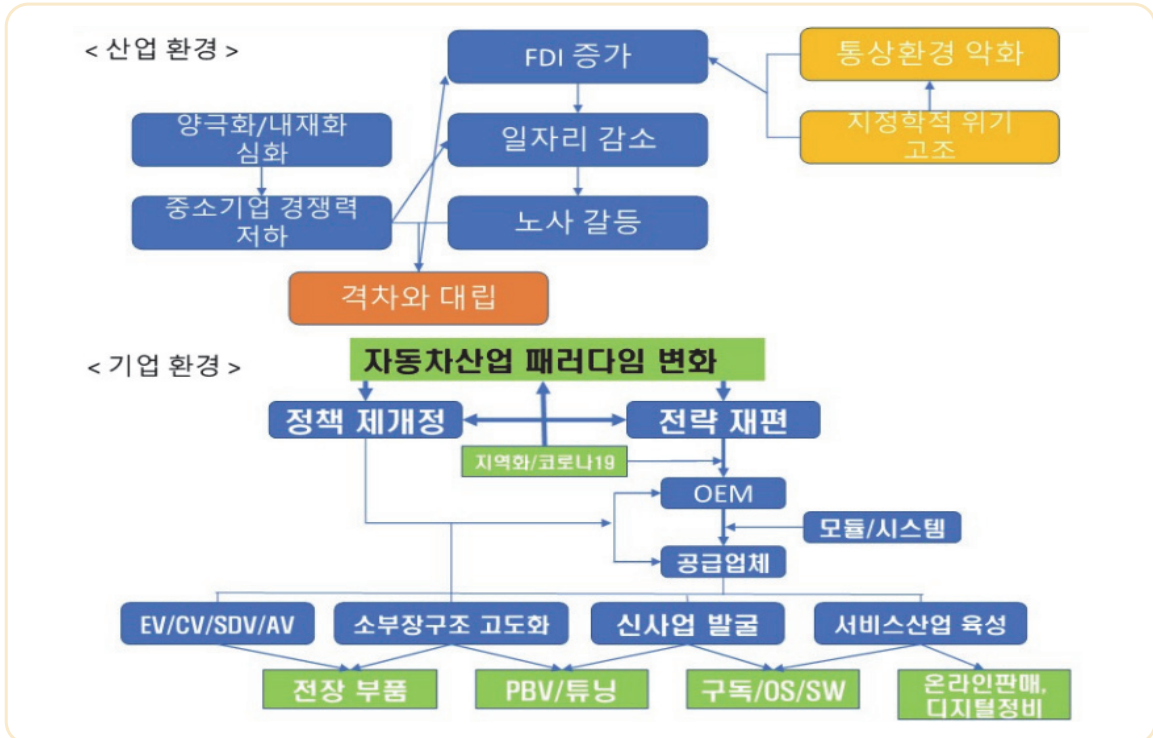 < 산업 환경 >
FDI 증가
통상환경 악화
양극화/내재화
심화
일자리 감소
지정학적 위기
고조
중소기업 경쟁력
저하
노사 갈등
격차와 대립
< 기업 환경 >
자동차산업 패러다임 변화
정책 제개정
전략 재편
지역화/코로나19
OEM
모듈/시스템
공급업체
EV/CV/SDV/AV
소부장구조 고도화
신사업 발굴
서비스산업 육성
전장 부품
PBV/튜닝
구독/OS/SW
온라인판매,
디지털정비